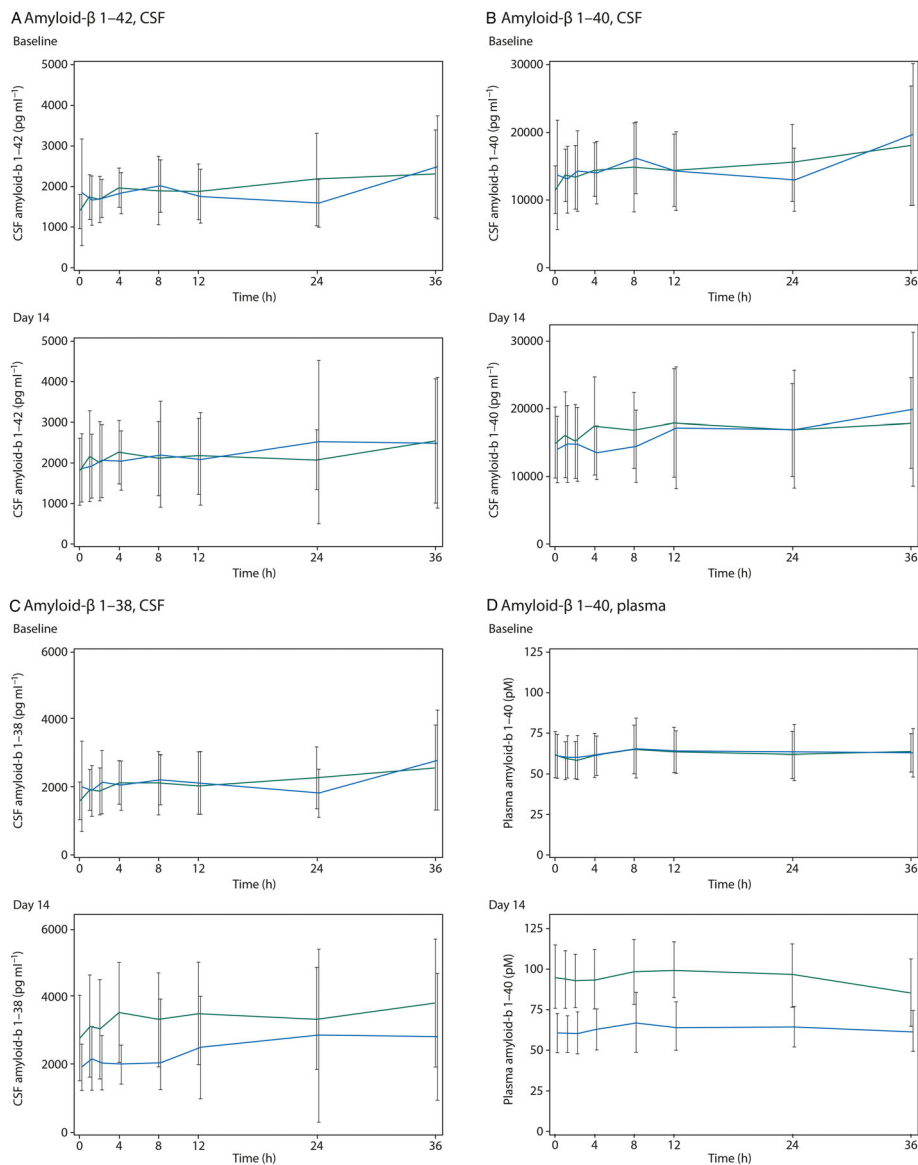 A Amyloid-β 1–42, CSF
Baseline
CSF amyloid-b 1–42 (pg ml⁻¹)
5000
4000
3000
2000
1000
0
0 4 8 12 24 36
Time (h)
Day 14
CSF amyloid-b 1–42 (pg ml⁻¹)
5000
4000
3000
2000
1000
0
0 4 8 12 24 36
Time (h)
B Amyloid-β 1–40, CSF
Baseline
CSF amyloid-b 1–40 (pg ml⁻¹)
30000
20000
10000
0
0 4 8 12 24 36
Time (h)
Day 14
CSF amyloid-b 1–40 (pg ml⁻¹)
30000
20000
10000
0
0 4 8 12 24 36
Time (h)
C Amyloid-β 1–38, CSF
Baseline
CSF amyloid-b 1–38 (pg ml⁻¹)
6000
4000
2000
0
0 4 8 12 24 36
Time (h)
Day 14
CSF amyloid-b 1–38 (pg ml⁻¹)
6000
4000
2000
0
0 4 8 12 24 36
Time (h)
D Amyloid-β 1–40, plasma
Baseline
Plasma amyloid-b 1–40 (pM)
125
100
75
50
25
0
0 4 8 12 24 36
Time (h)
Day 14
Plasma amyloid-b 1–40 (pM)
125
100
75
50
25
0
0 4 8 12 24 36
Time (h)